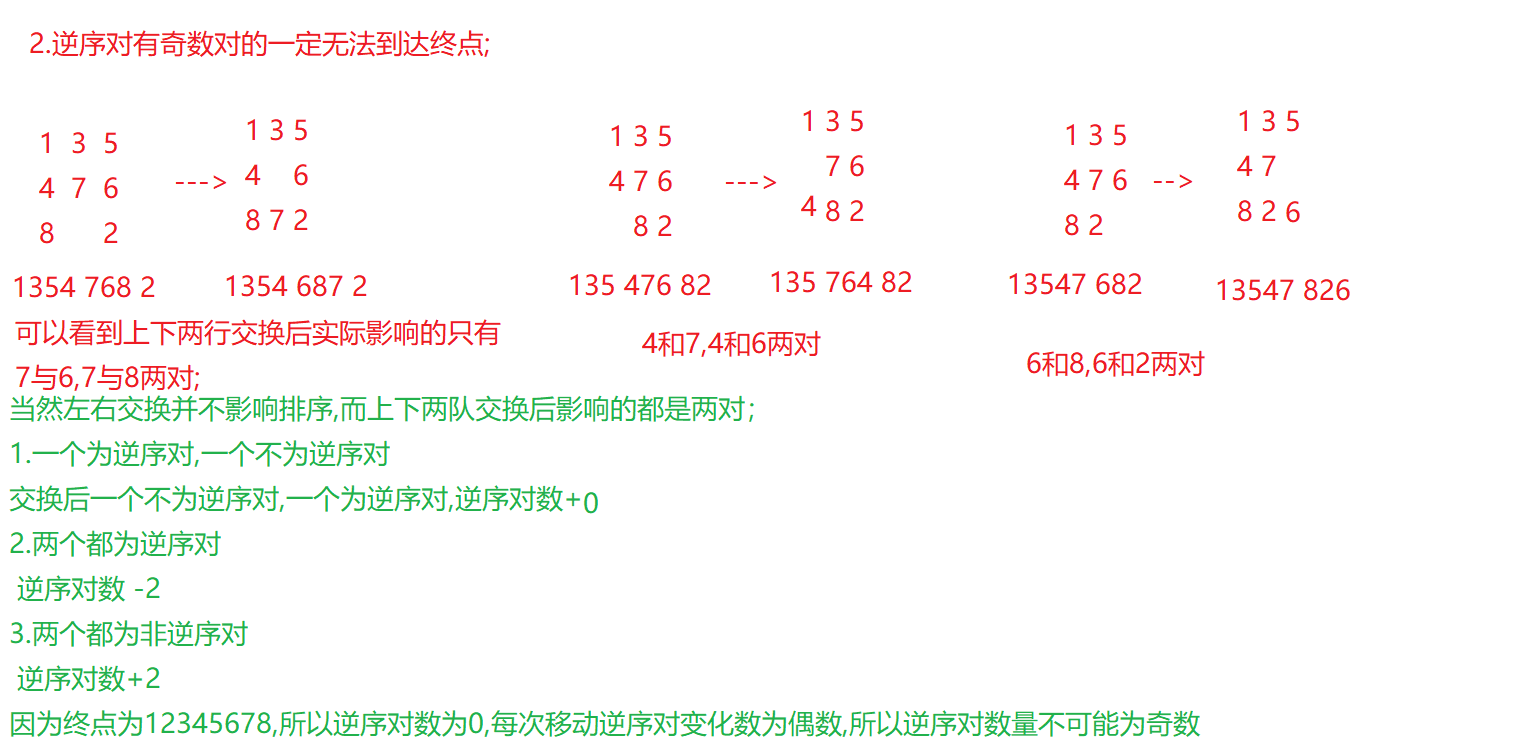 2.逆序对有奇数对的一定无法到达终点;
1 3 5
4 7 6
8 2
--->
1 3 5
4 6
8 7 2
1 3 5
4 7 6
8 2
--->
1 3 5
7 6
4 8 2
1 3 5
4 7 6
8 2
-->
1 3 5
4 7
8 2 6
1354 768 2
1354 687 2
135 476 82
135 764 82
13547 682
13547 826
可以看到上下两行交换后实际影响的只有
7与6,7与8两对;
4和7,4和6两对
6和8,6和2两对
当然左右交换并不影响排序,而上下两队交换后影响的都是两对;
1.一个为逆序对,一个不为逆序对
交换后一个不为逆序对,一个为逆序对,逆序对数+0
2.两个都为逆序对
逆序对数 -2
3.两个都为非逆序对
逆序对数+2
因为终点为12345678,所以逆序对数为0,每次移动逆序对变化数为偶数,所以逆序对数量不可能为奇数